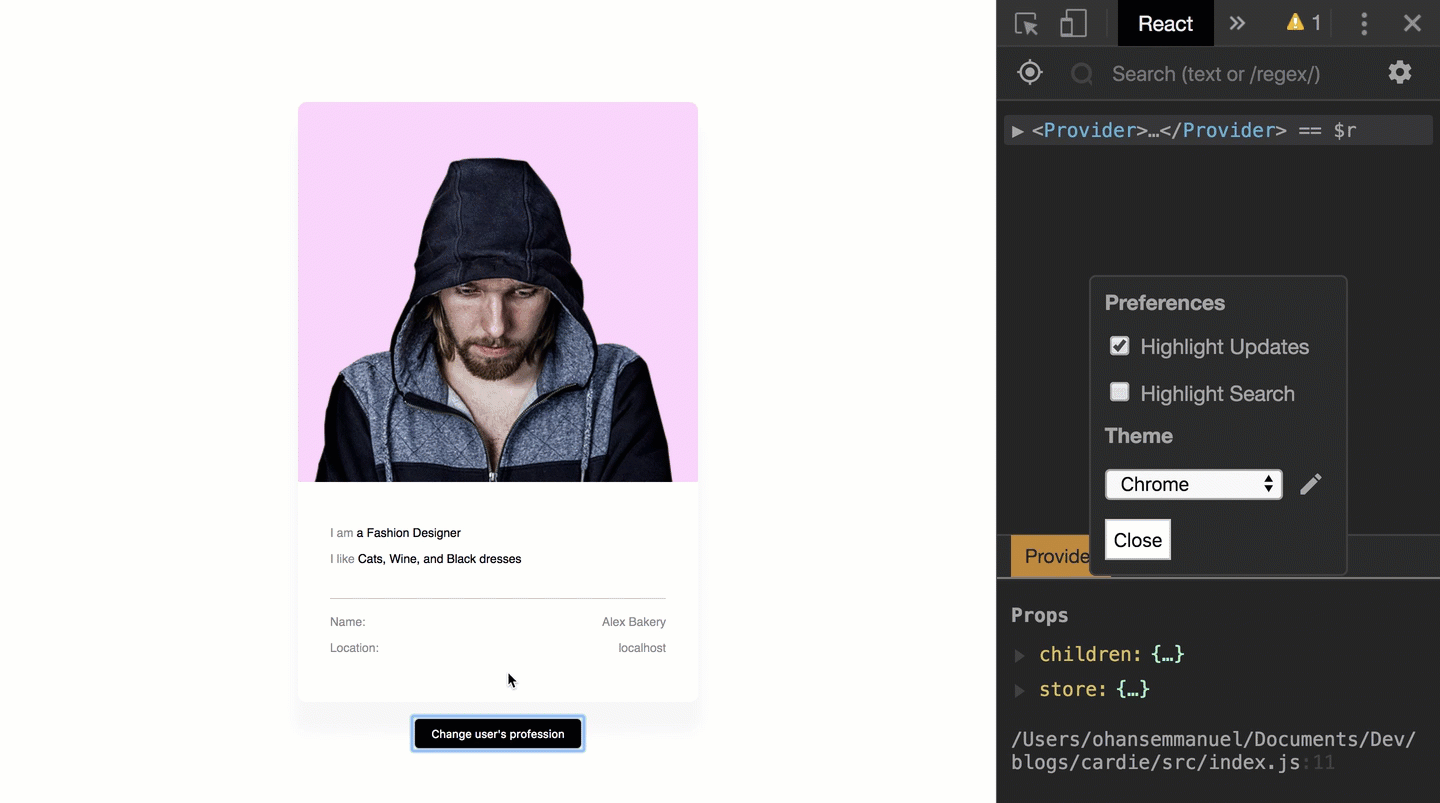 I am a Fashion Designer
I like Cats, Wine, and Black dresses
Name: Alex Bakery
Location: localhost
Change user's profession
React » 1
Search (text or /regex/)
▶ <Provider>…</Provider> == $r
Preferences
Highlight Updates
Highlight Search
Theme
Chrome
Close
Provide
Props
children: {…}
store: {…}
/Users/ohansemmanuel/Documents/Dev/
blogs/cardie/src/index.js:11